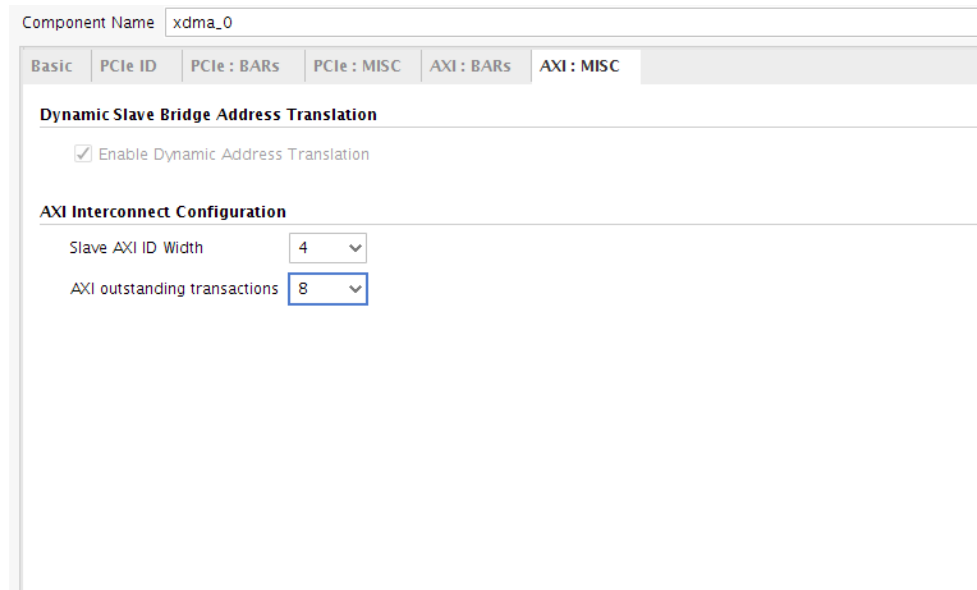 Component Name xdma_0
Basic PCIe ID PCIe : BARs PCIe : MISC AXI : BARs AXI : MISC
Dynamic Slave Bridge Address Translation
Enable Dynamic Address Translation
AXI Interconnect Configuration
Slave AXI ID Width 4
AXI outstanding transactions 8